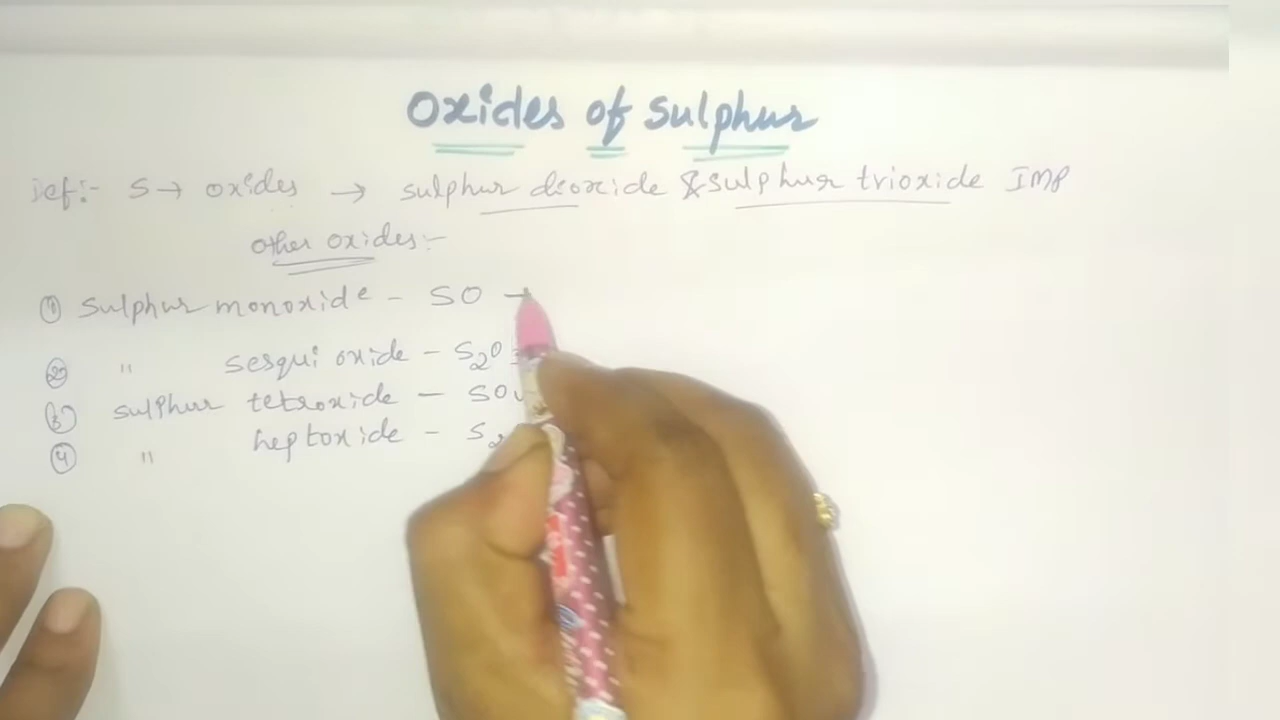 Oxides of Sulphur
Def:- S → oxides → sulphur dioxide & sulphur trioxide IMP
other oxides:-
① Sulphur monoxide - SO -
② " sesqui oxide - S₂O
③ sulphur tetroxide - SO
④ " heptoxide - S₂